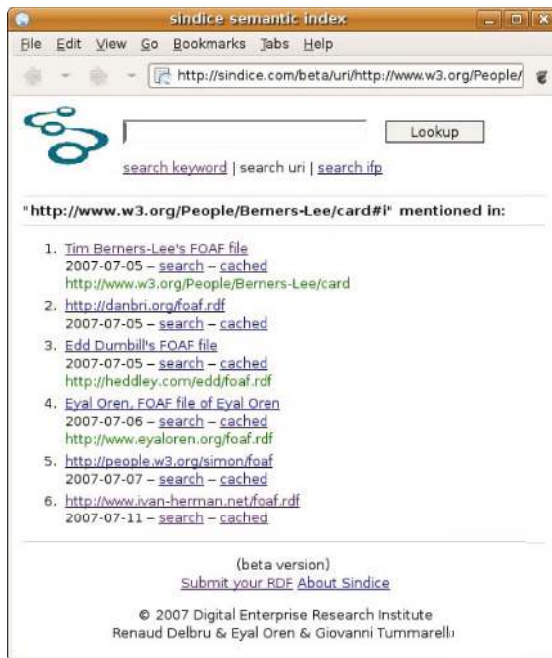 sindice semantic index
File Edit View Go Bookmarks Tabs Help
http://sindice.com/beta/uri/http://www.w3.org/People/
Lookup
search keyword | search uri | search ifp
"http://www.w3.org/People/Berners-Lee/card#i" mentioned in:
1. Tim Berners-Lee's FOAF file
2007-07-05 – search – cached
http://www.w3.org/People/Berners-Lee/card
2. http://danbri.org/foaf.rdf
2007-07-05 – search – cached
3. Edd Dumbill's FOAF file
2007-07-05 – search – cached
http://heddley.com/edd/foaf.rdf
4. Eyal Oren, FOAF file of Eyal Oren
2007-07-06 – search – cached
http://www.eyaloren.org/foaf.rdf
5. http://people.w3.org/simon/foaf
2007-07-07 – search – cached
6. http://www.ivan-herman.net/foaf.rdf
2007-07-11 – search – cached
(beta version)
Submit your RDF About Sindice
© 2007 Digital Enterprise Research Institute
Renaud Delbru & Eyal Oren & Giovanni Tummarello